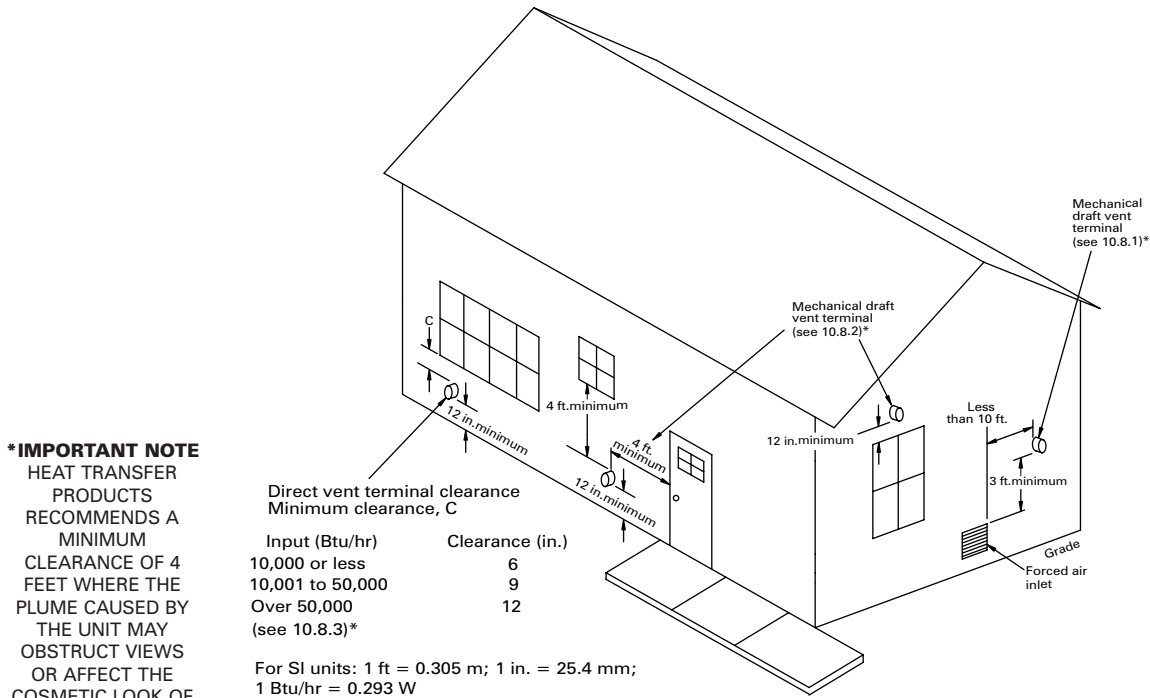 Mechanical
draft vent
terminal
(see 10.8.1)*
Mechanical draft
vent terminal
(see 10.8.2)*
C
12 in.minimum
4 ft.minimum
4 ft.
minimum
12 in.minimum
12 in.minimum
Less
than 10 ft.
3 ft.minimum
Grade
Forced air
inlet
Direct vent terminal clearance
Minimum clearance, C
Input (Btu/hr) Clearance (in.)
10,000 or less 6
10,001 to 50,000 9
Over 50,000 12
(see 10.8.3)*
For SI units: 1 ft = 0.305 m; 1 in. = 25.4 mm;
1 Btu/hr = 0.293 W
*IMPORTANT NOTE
HEAT TRANSFER
PRODUCTS
RECOMMENDS A
MINIMUM
CLEARANCE OF 4
FEET WHERE THE
PLUME CAUSED BY
THE UNIT MAY
OBSTRUCT VIEWS
OR AFFECT THE
COSMETIC LOOK OF